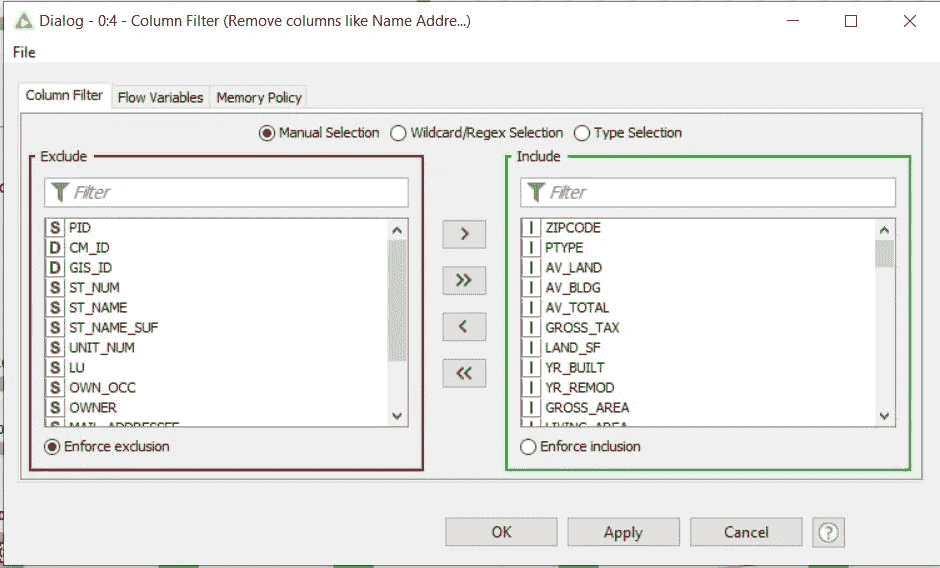 Dialog - 0:4 - Column Filter (Remove columns like Name Addre...)
File
Column Filter Flow Variables Memory Policy
Manual Selection Wildcard/Regex Selection Type Selection
Exclude
Filter
S PID
D CM_ID
D GIS_ID
S ST_NUM
S ST_NAME
S ST_NAME_SUF
S UNIT_NUM
S LU
S OWN_OCC
S OWNER
S MAIL_ADDRESSEE
Enforce exclusion
>
>>
<
<<
Include
Filter
I ZIPCODE
I PTYPE
I AV_LAND
I AV_BLDG
I AV_TOTAL
I GROSS_TAX
I LAND_SF
I YR_BUILT
I YR_REMOD
I GROSS_AREA
I LIVING_AREA
Enforce inclusion
OK Apply Cancel ?